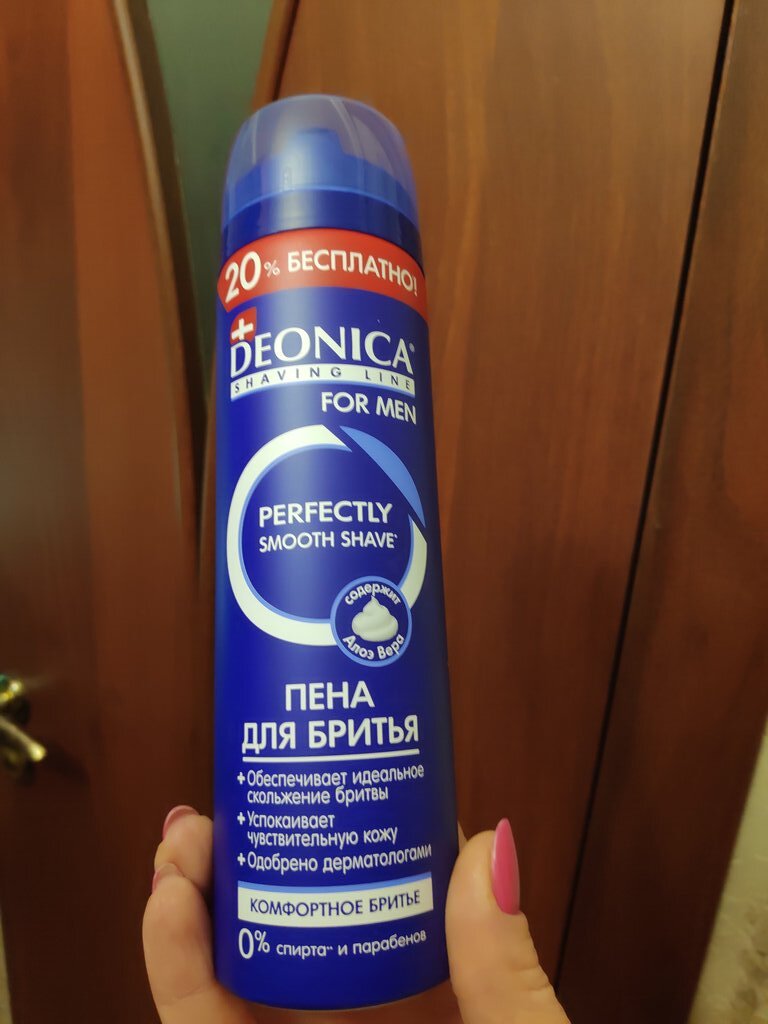 20% БЕСПЛАТНО!
DEONICA®
SHAVING LINE
FOR MEN
PERFECTLY
SMOOTH SHAVE*
содержит
Алоэ Вера
ПЕНА
ДЛЯ БРИТЬЯ
+Обеспечивает идеальное
скольжение бритвы
+Успокаивает
чувствительную кожу
+Одобрено дерматологами
КОМФОРТНОЕ БРИТЬЕ
0% спирта** и парабенов